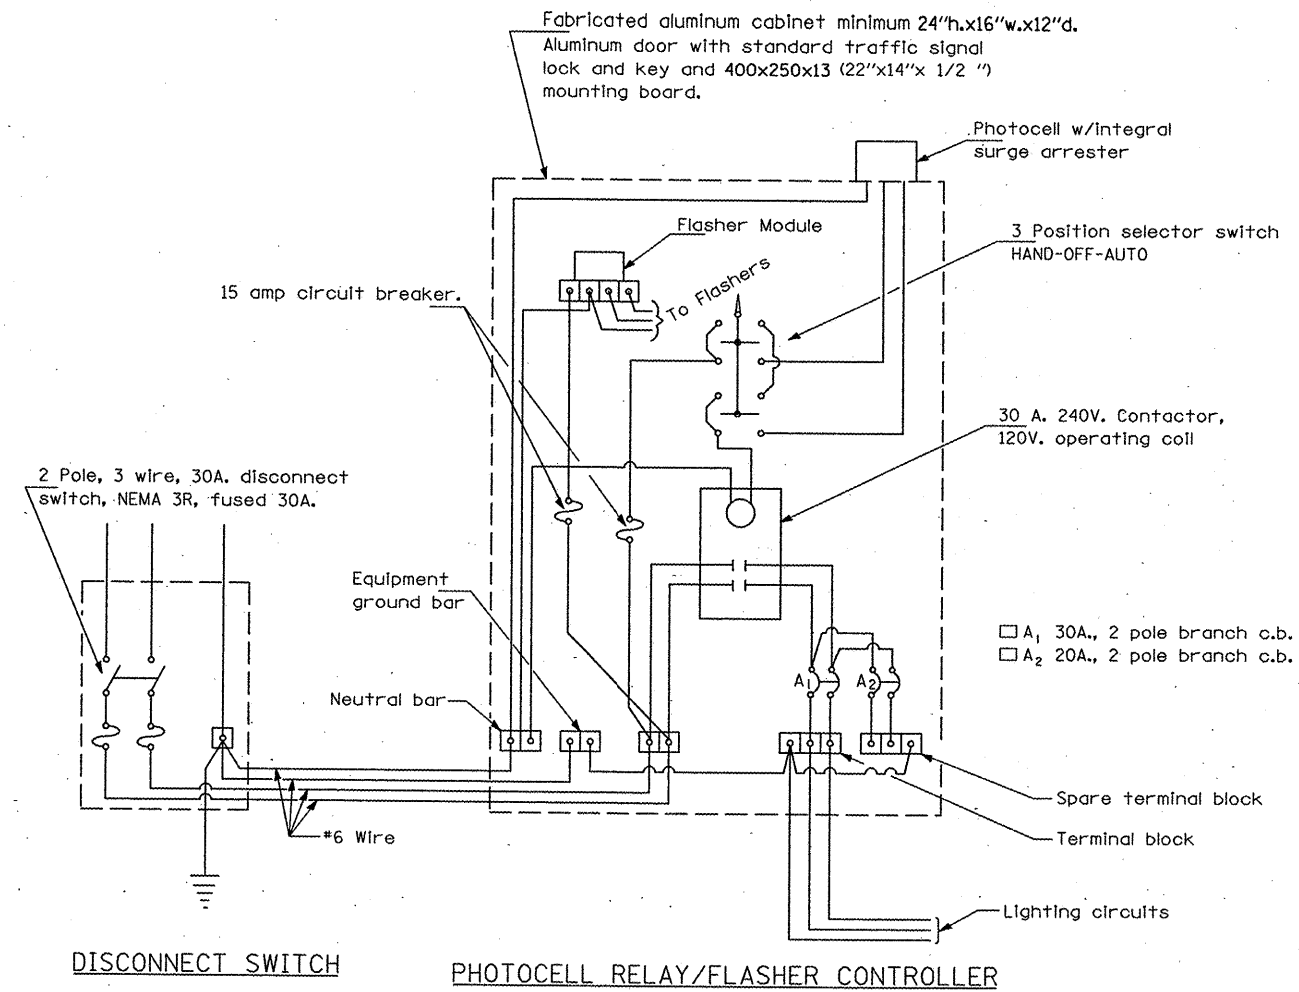 Fabricated aluminum cabinet minimum 24"h.x16"w.x12"d.
Aluminum door with standard traffic signal
lock and key and 400x250x13 (22"x14"x 1/2 ")
mounting board.
Photocell w/integral
surge arrester
Flasher Module
3 Position selector switch
HAND-OFF-AUTO
15 amp circuit breaker.
To Flashers
30 A. 240V. Contactor,
120V. operating coil
2 Pole, 3 wire, 30A. disconnect
switch, NEMA 3R, fused 30A.
Equipment
ground bar
A1 30A., 2 pole branch c.b.
A2 20A., 2 pole branch c.b.
A1
A2
Neutral bar
Spare terminal block
#6 Wire
Terminal block
Lighting circuits
DISCONNECT SWITCH
PHOTOCELL RELAY/FLASHER CONTROLLER